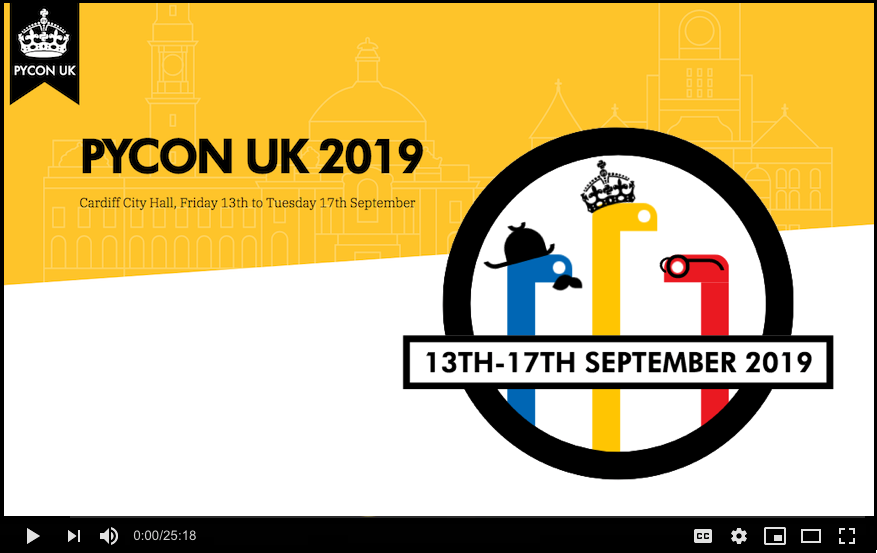 PYCON UK
PYCON UK 2019
Cardiff City Hall, Friday 13th to Tuesday 17th September
13TH-17TH SEPTEMBER 2019
0:00/25:18
CC